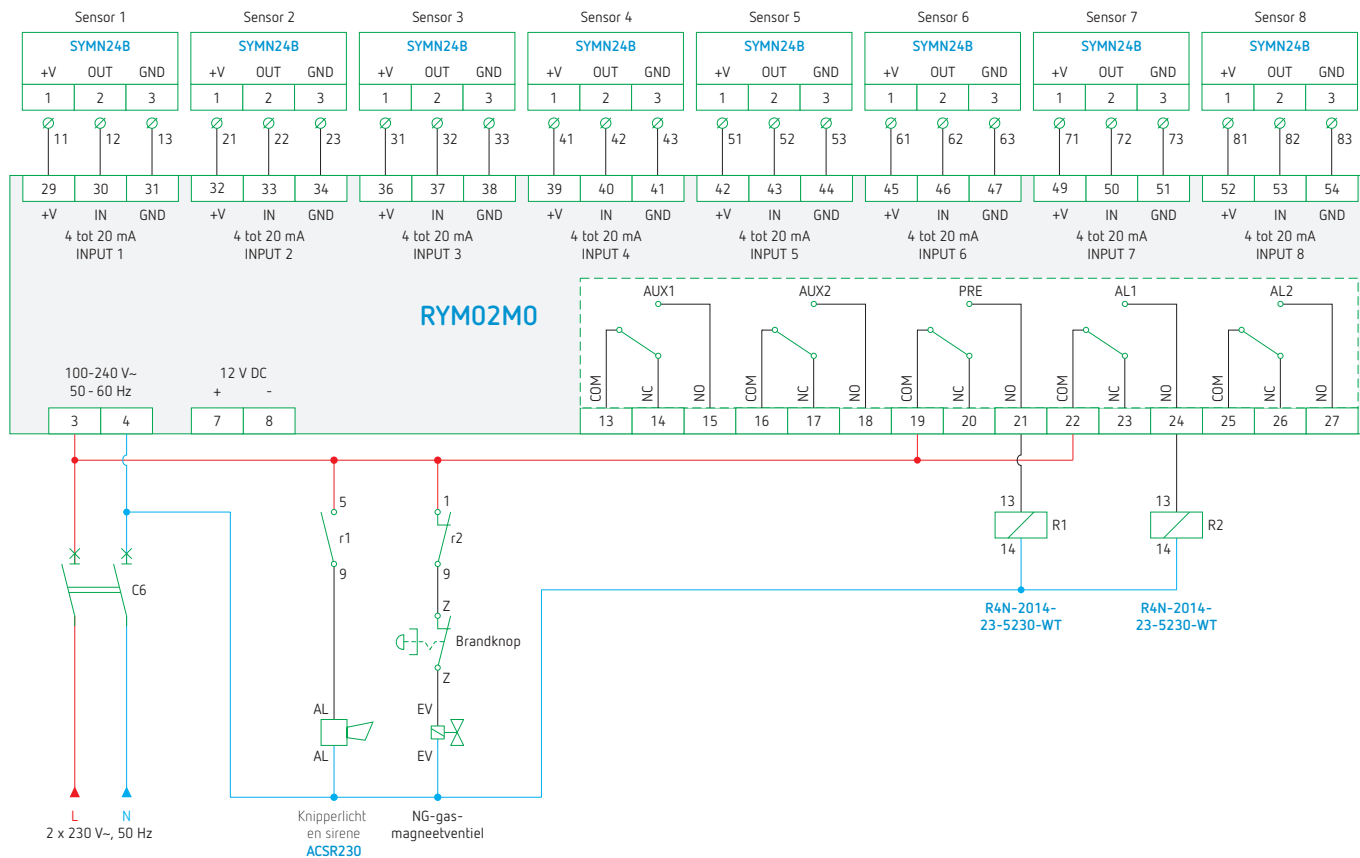 Sensor 1 Sensor 2 Sensor 3 Sensor 4 Sensor 5 Sensor 6 Sensor 7 Sensor 8
SYMN24B SYMN24B SYMN24B SYMN24B SYMN24B SYMN24B SYMN24B SYMN24B
+V OUT GND +V OUT GND +V OUT GND +V OUT GND +V OUT GND +V OUT GND +V OUT GND +V OUT GND
1 2 3 1 2 3 1 2 3 1 2 3 1 2 3 1 2 3 1 2 3 1 2 3
11 12 13 21 22 23 31 32 33 41 42 43 51 52 53 61 62 63 71 72 73 81 82 83
29 30 31 32 33 34 36 37 38 39 40 41 42 43 44 45 46 47 49 50 51 52 53 54
+V IN GND +V IN GND +V IN GND +V IN GND +V IN GND +V IN GND +V IN GND +V IN GND
4 tot 20 mA 4 tot 20 mA 4 tot 20 mA 4 tot 20 mA 4 tot 20 mA 4 tot 20 mA 4 tot 20 mA 4 tot 20 mA
INPUT 1 INPUT 2 INPUT 3 INPUT 4 INPUT 5 INPUT 6 INPUT 7 INPUT 8
AUX1 AUX2 PRE AL1 AL2
RYM02M0
100-240 V~ 12 V DC
50 - 60 Hz + -
COM NC NO COM NC NO COM NC NO COM NC NO COM NC NO
3 4 7 8 13 14 15 16 17 18 19 20 21 22 23 24 25 26 27
5 1 13 13
r1 r2 R1 R2
9 9 14 14
C6
Z
Brandknop
Z
R4N-2014- R4N-2014-
23-5230-WT 23-5230-WT
AL EV
AL EV
L N
2 x 230 V~, 50 Hz
Knipperlicht
en sirene
ACSR230
NG-gas-
magneetventiel